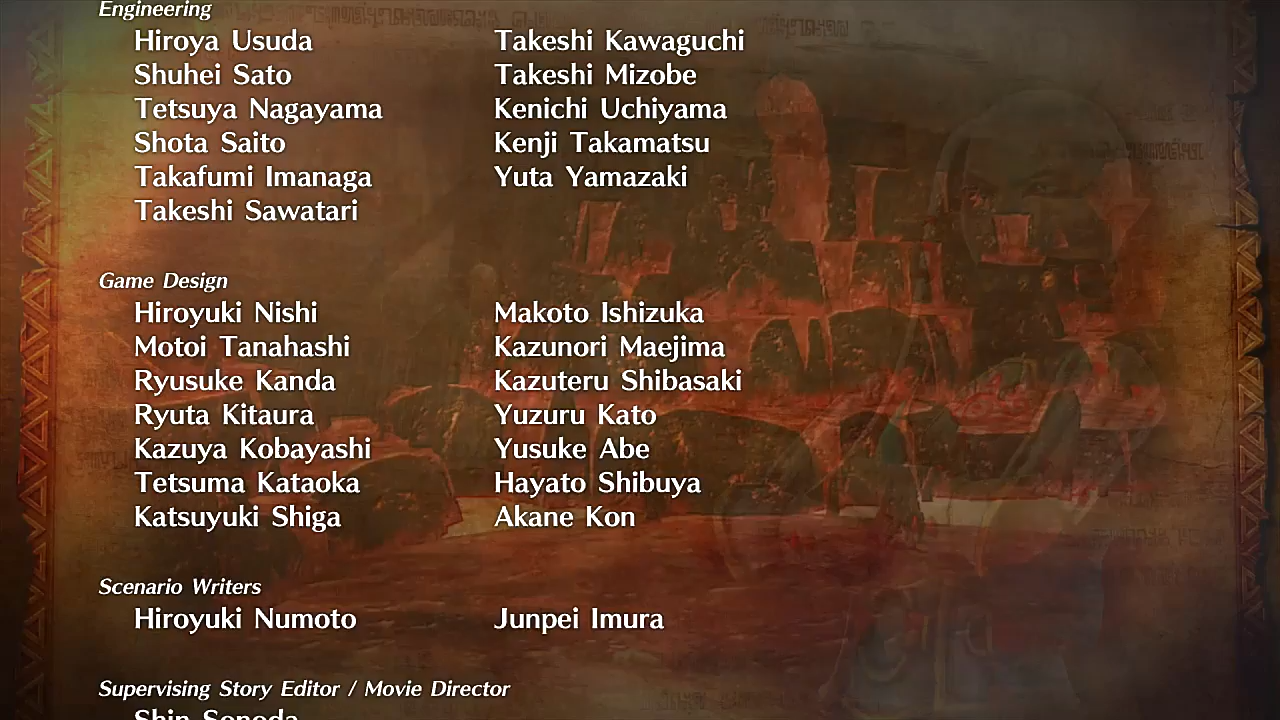 Engineering
Hiroya Usuda Takeshi Kawaguchi
Shuhei Sato Takeshi Mizobe
Tetsuya Nagayama Kenichi Uchiyama
Shota Saito Kenji Takamatsu
Takafumi Imanaga Yuta Yamazaki
Takeshi Sawatari
Game Design
Hiroyuki Nishi Makoto Ishizuka
Motoi Tanahashi Kazunori Maejima
Ryusuke Kanda Kazuteru Shibasaki
Ryuta Kitaura Yuzuru Kato
Kazuya Kobayashi Yusuke Abe
Tetsuma Kataoka Hayato Shibuya
Katsuyuki Shiga Akane Kon
Scenario Writers
Hiroyuki Numoto Junpei Imura
Supervising Story Editor / Movie Director
Shin Sonoda